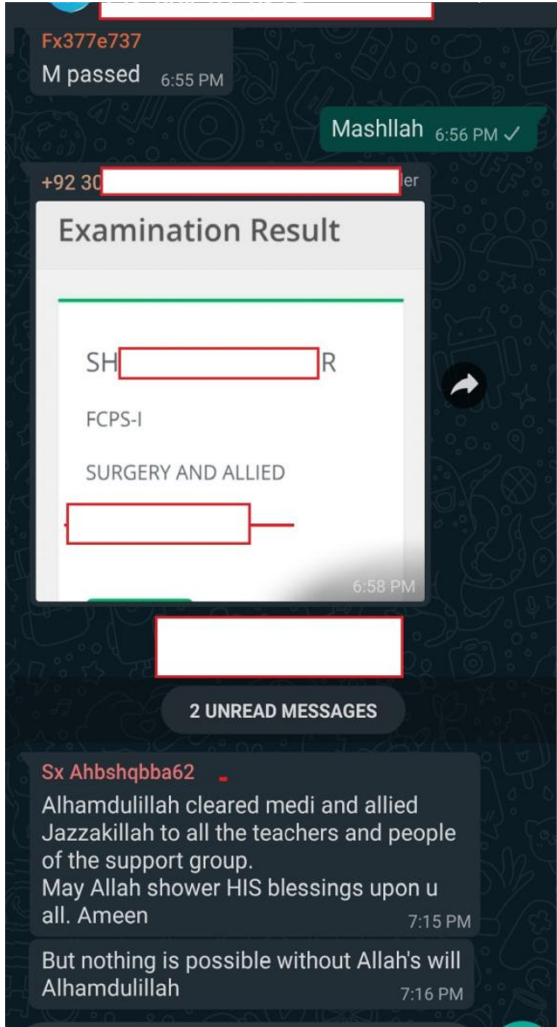 Fx377e737
M passed 6:55 PM
Mashllah 6:56 PM
+92 30 er
Examination Result
SH R
FCPS-I
SURGERY AND ALLIED
6:58 PM
2 UNREAD MESSAGES
Sx Ahbshqbba62
Alhamdulillah cleared medi and allied
Jazzakillah to all the teachers and people
of the support group.
May Allah shower HIS blessings upon u
all. Ameen 7:15 PM
But nothing is possible without Allah's will
Alhamdulillah 7:16 PM